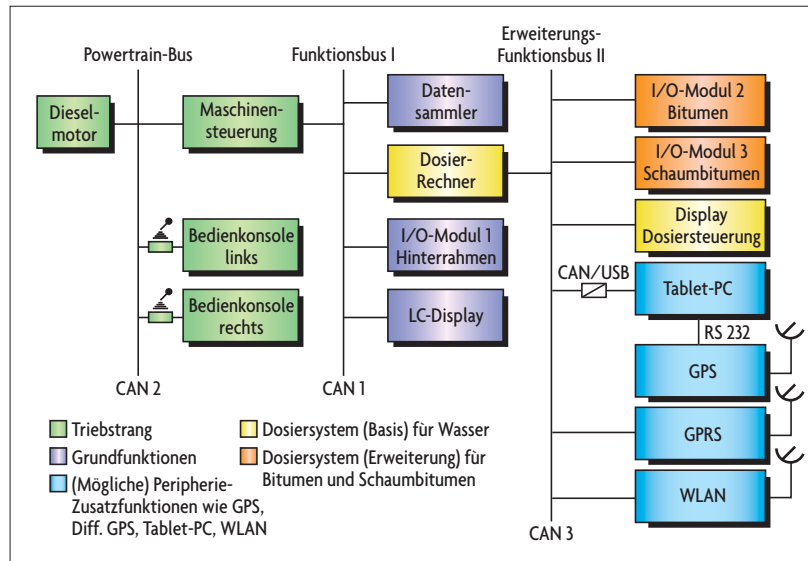 Powertrain-Bus
Funktionsbus I
Erweiterungs-
Funktionsbus II
Diesel-
motor
Maschinen-
steuerung
Bedienkonsole
links
Bedienkonsole
rechts
CAN 2
Daten-
sammler
Dosier-
Rechner
I/O-Modul 1
Hinterrahmen
LC-Display
CAN 1
I/O-Modul 2
Bitumen
I/O-Modul 3
Schaumbitumen
Display
Dosiersteuerung
CAN/USB
Tablet-PC
RS 232
GPS
GPRS
WLAN
CAN 3
Triebstrang
Grundfunktionen
(Mögliche) Peripherie-
Zusatzfunktionen wie GPS,
Diff. GPS, Tablet-PC, WLAN
Dosiersystem (Basis) für Wasser
Dosiersystem (Erweiterung) für
Bitumen und Schaumbitumen